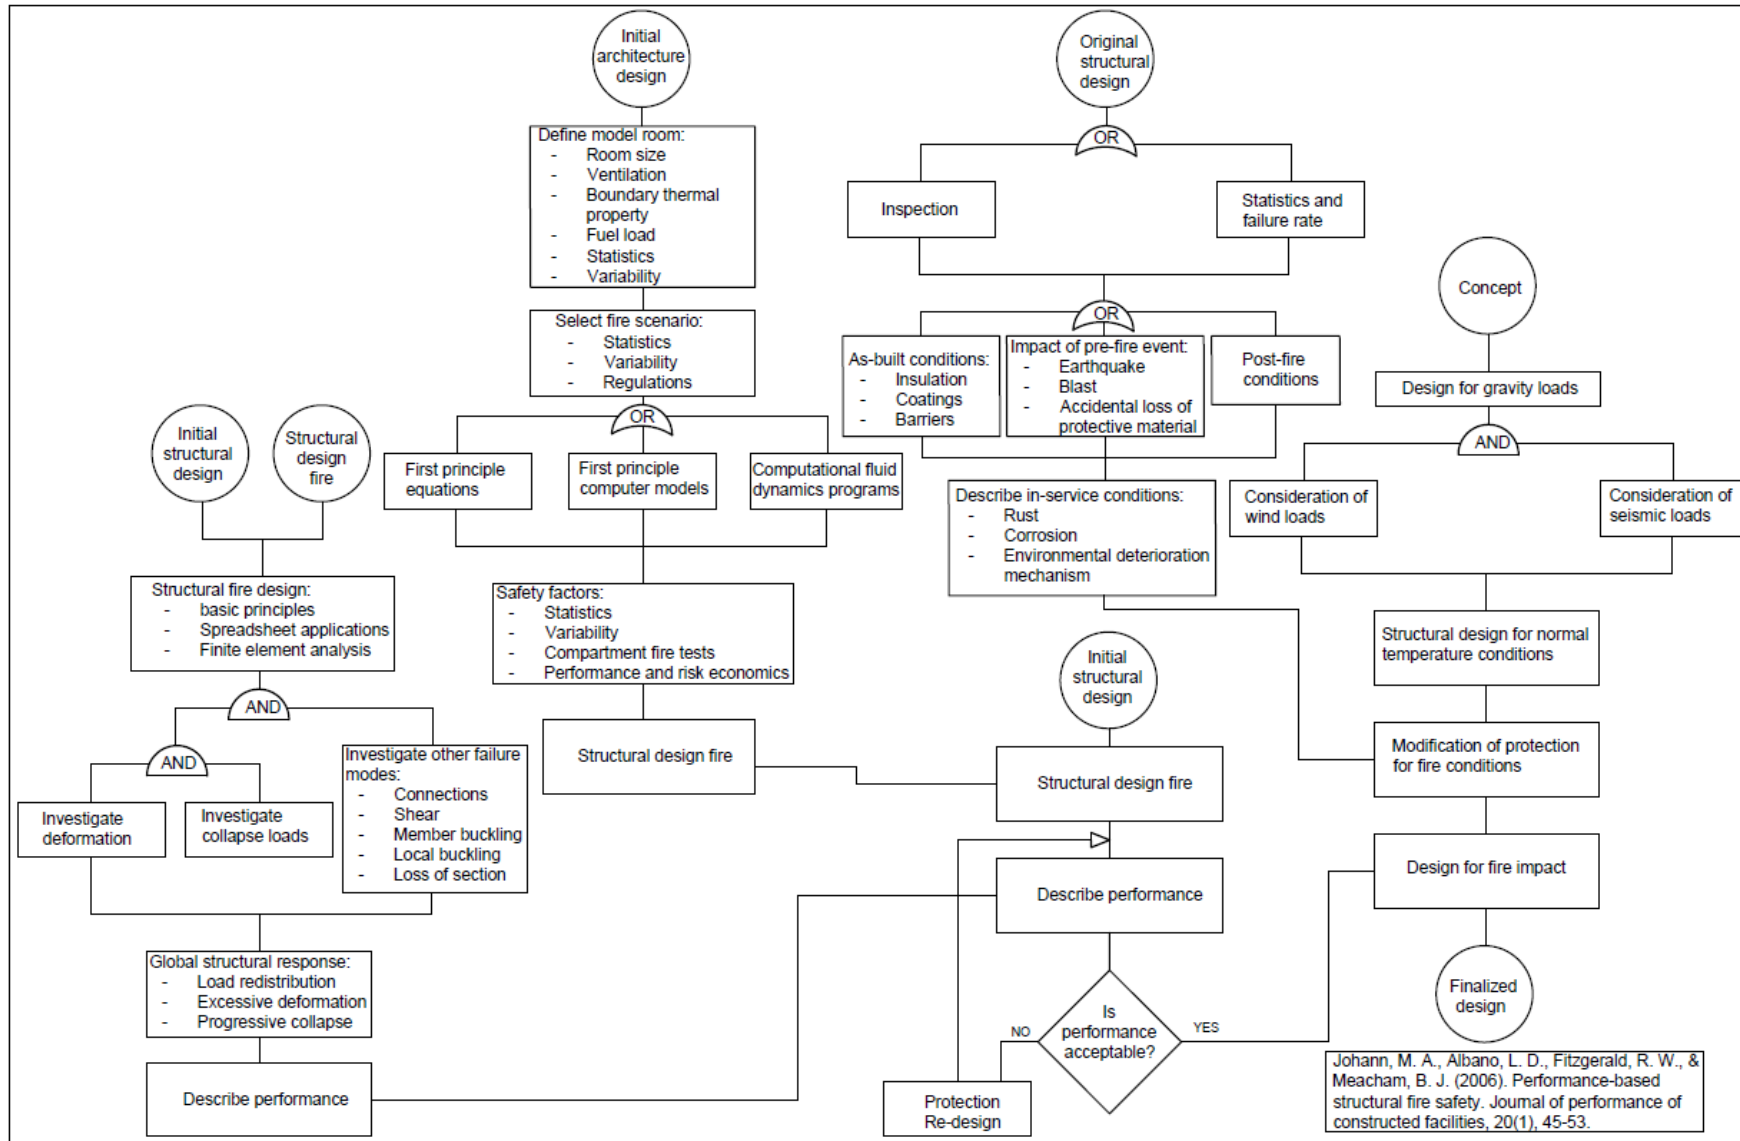 Initial
architecture
design
Define model room:
- Room size
- Ventilation
- Boundary thermal
property
- Fuel load
- Statistics
- Variability
Select fire scenario:
- Statistics
- Variability
- Regulations
OR
First principle
equations
First principle
computer models
Computational fluid
dynamics programs
Safety factors:
- Statistics
- Variability
- Compartment fire tests
- Performance and risk economics
Structural design fire
Initial
structural
design
Structural
design
fire
Structural fire design:
- basic principles
- Spreadsheet applications
- Finite element analysis
AND
AND
Investigate
deformation
Investigate
collapse loads
Investigate other failure
modes:
- Connections
- Shear
- Member buckling
- Local buckling
- Loss of section
Global structural response:
- Load redistribution
- Excessive deformation
- Progressive collapse
Describe performance
Original
structural
design
OR
Inspection
Statistics and
failure rate
OR
As-built conditions:
- Insulation
- Coatings
- Barriers
Impact of pre-fire event:
- Earthquake
- Blast
- Accidental loss of
protective material
Post-fire
conditions
Describe in-service conditions:
- Rust
- Corrosion
- Environmental deterioration
mechanism
Initial
structural
design
Structural design fire
Describe performance
Is
performance
acceptable?
NO
YES
Protection
Re-design
Concept
Design for gravity loads
AND
Consideration of
wind loads
Consideration of
seismic loads
Structural design for normal
temperature conditions
Modification of protection
for fire conditions
Design for fire impact
Finalized
design
Johann, M. A., Albano, L. D., Fitzgerald, R. W., &
Meacham, B. J. (2006). Performance-based
structural fire safety. Journal of performance of
constructed facilities, 20(1), 45-53.